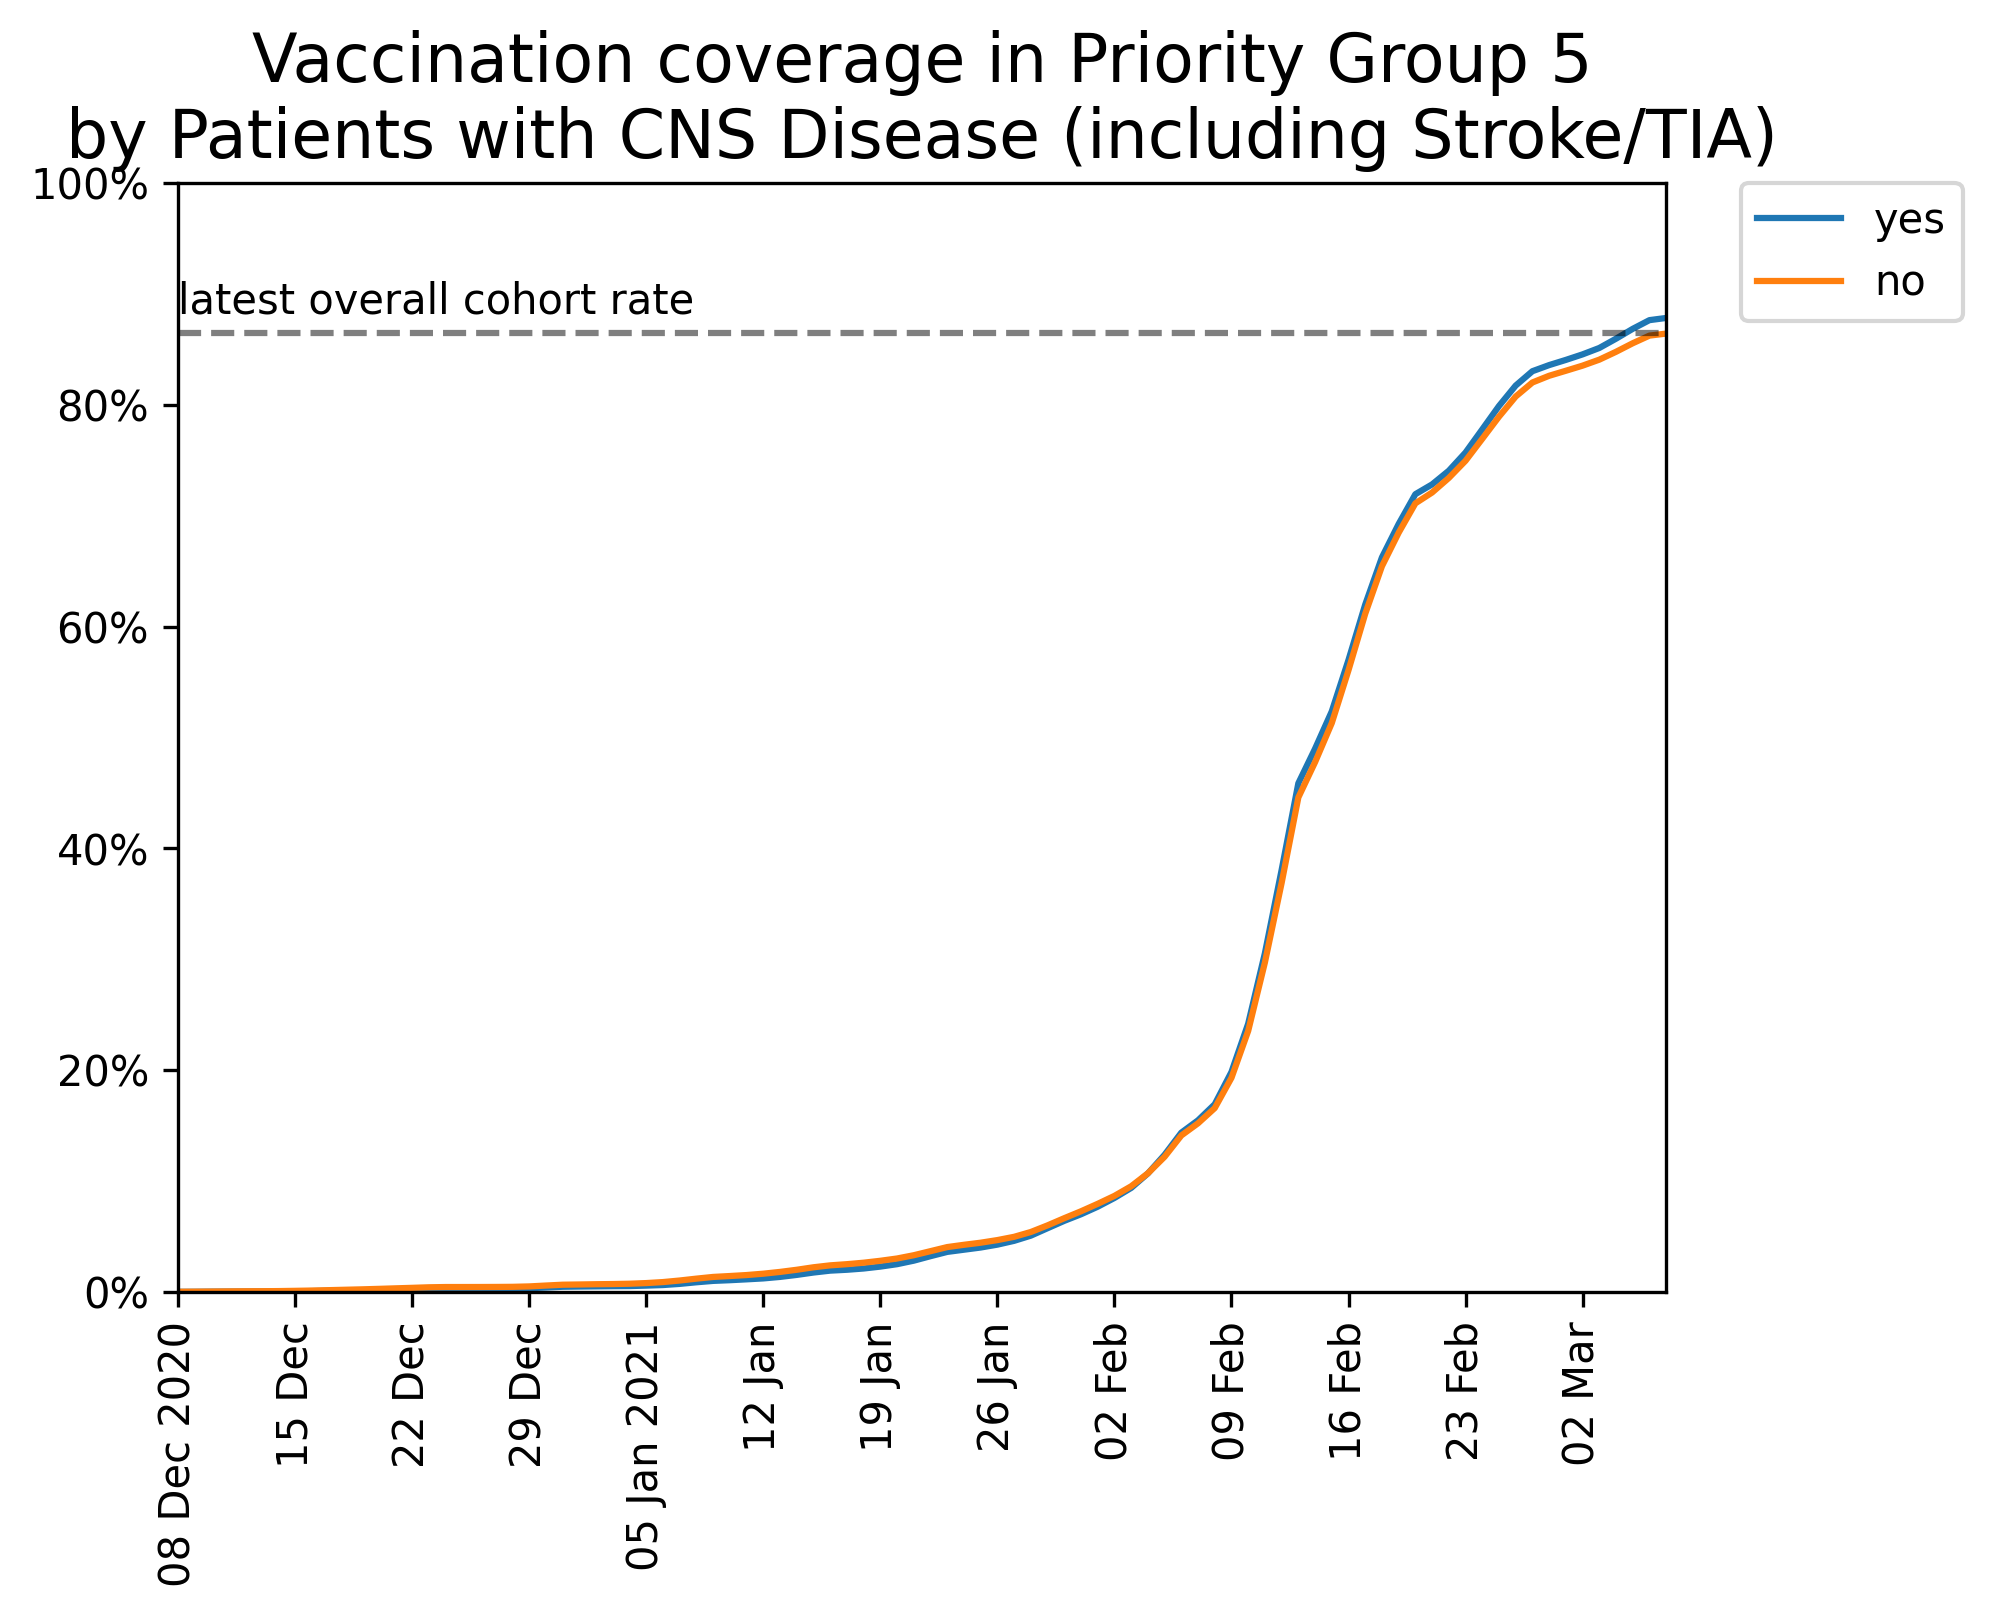 Vaccination coverage in Priority Group 5
by Patients with CNS Disease (including Stroke/TIA)
100%
80%
60%
40%
20%
0%
latest overall cohort rate
yes
no
08 Dec 2020
15 Dec
22 Dec
29 Dec
05 Jan 2021
12 Jan
19 Jan
26 Jan
02 Feb
09 Feb
16 Feb
23 Feb
02 Mar